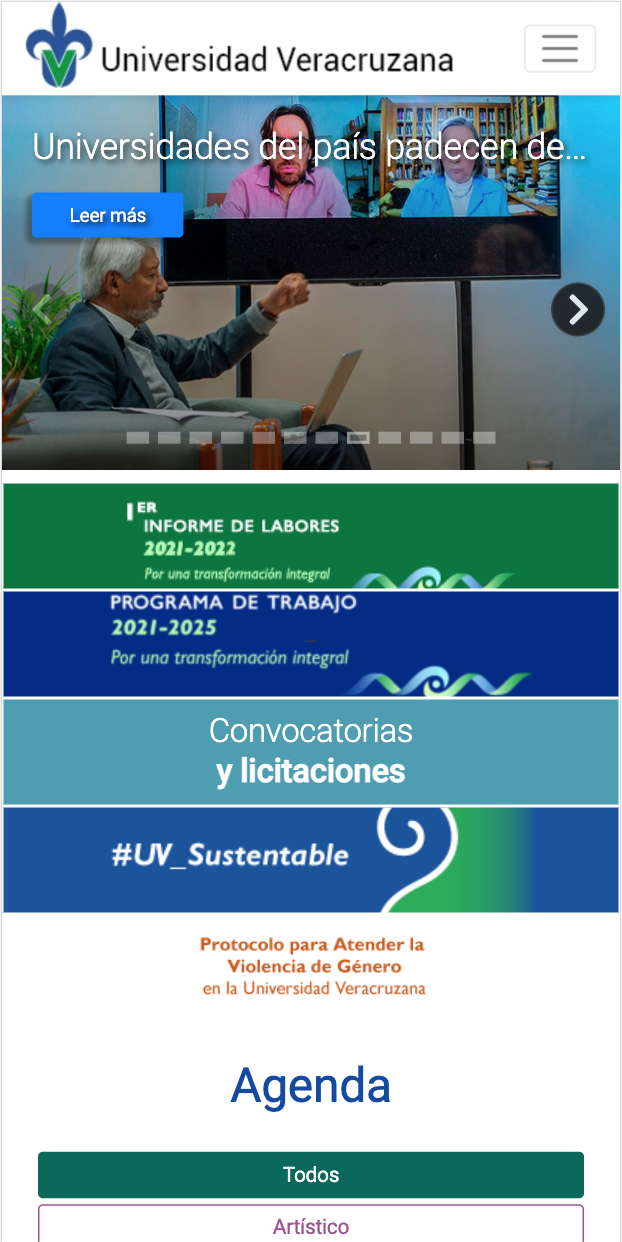 Universidad Veracruzana
Universidades del país padecen de...
Leer más
1ER
INFORME DE LABORES
2021-2022
Por una transformación integral
PROGRAMA DE TRABAJO
2021-2025
Por una transformación integral
Convocatorias
y licitaciones
#UV_Sustentable
Protocolo para Atender la
Violencia de Género
en la Universidad Veracruzana
Agenda
Todos
Artístico